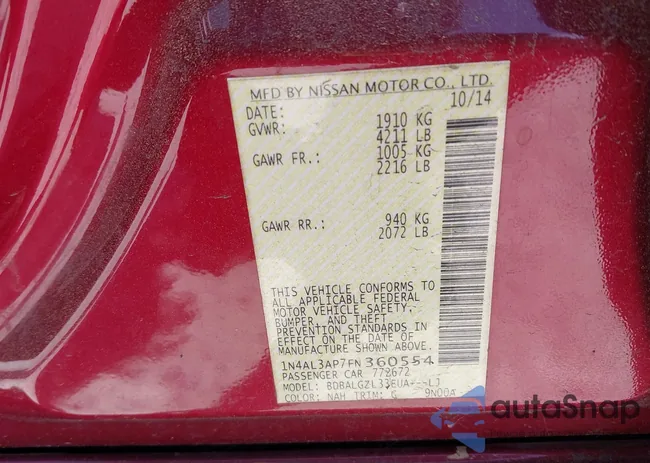 MFD BY NISSAN MOTOR CO., LTD.
DATE: 10/14
GVWR: 1910 KG
4211 LB
GAWR FR.: 1005 KG
2216 LB
GAWR RR.: 940 KG
2072 LB
THIS VEHICLE CONFORMS TO
ALL APPLICABLE FEDERAL
MOTOR VEHICLE SAFETY,
BUMPER, AND THEFT
PREVENTION STANDARDS IN
EFFECT ON THE DATE OF
MANUFACTURE SHOWN ABOVE.
1N4AL3AP7FN 360554
PASSENGER CAR 772672
MODEL:
COLOR: NAH TRIM: G
autoSnap